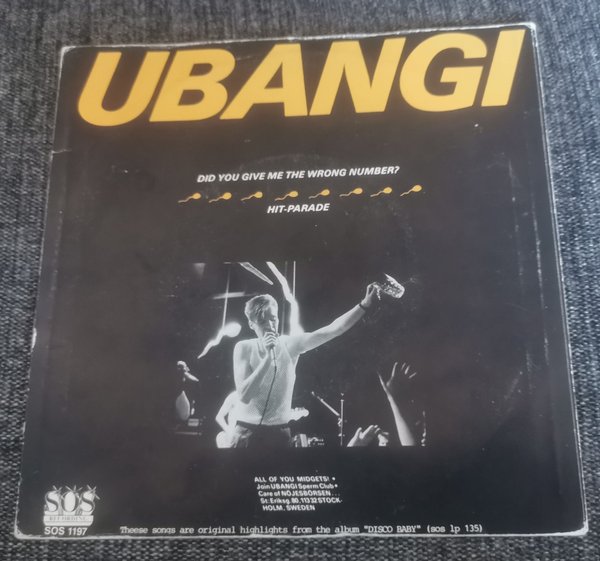 UBANGI
DID YOU GIVE ME THE WRONG NUMBER?
HIT-PARADE
ALL OF YOU MIDGETS!
Join UBANGI Sperm Club
Care of NÖJESBÖRSEN...
St: Eriksg. 80, 113 32 STOCK.
HOLM, SWEDEN
SOS
RECORDING
SOS 1197
Theese songs are original highlights from the album "DISCO BABY" (sos lp 135)